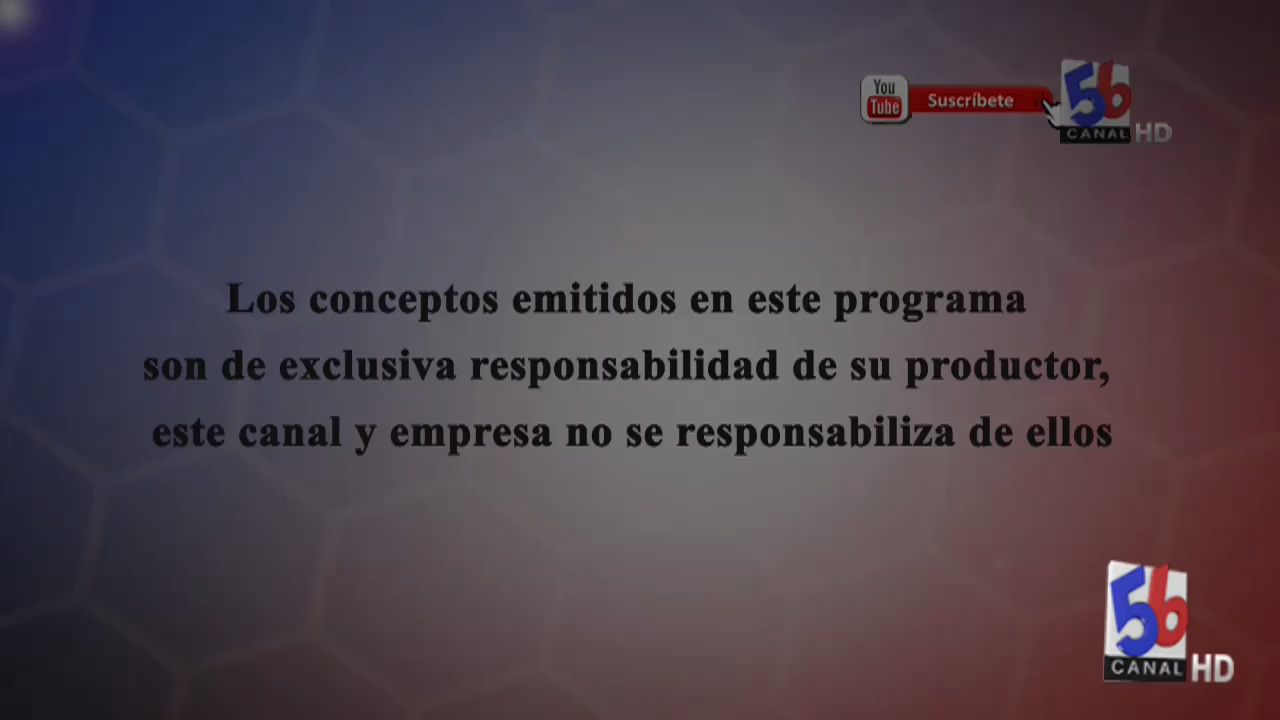 You
Tube
Suscríbete
56
CANAL HD
Los conceptos emitidos en este programa
son de exclusiva responsabilidad de su productor,
este canal y empresa no se responsabiliza de ellos
56
CANAL HD